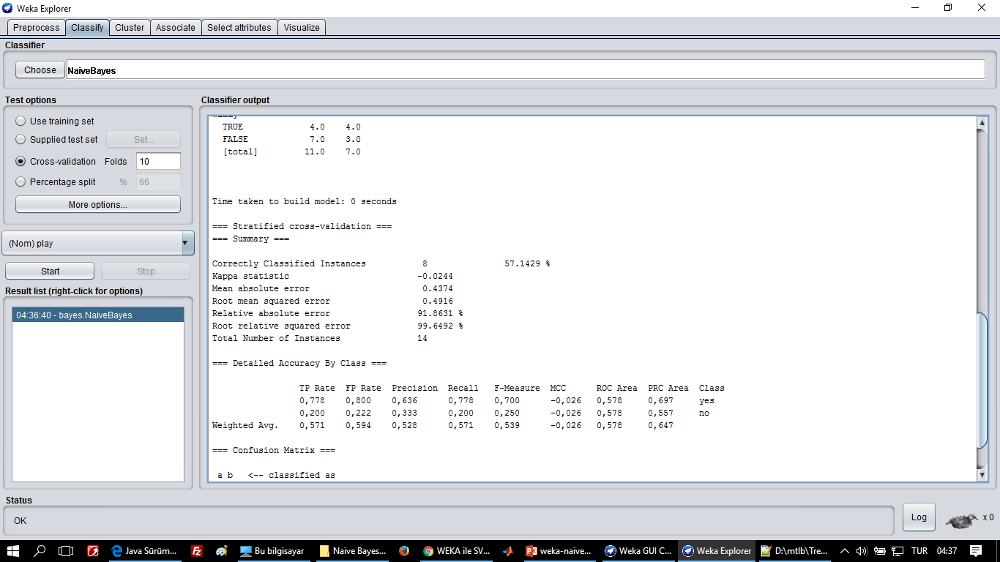 Weka Explorer
Preprocess Classify Cluster Associate Select attributes Visualize
Classifier
Choose NaiveBayes
Test options
Use training set
Supplied test set Set...
Cross-validation Folds 10
Percentage split % 66
More options...
(Nom) play
Start Stop
Result list (right-click for options)
04:36:40 - bayes.NaiveBayes
Classifier output
TRUE 4.0 4.0
FALSE 7.0 3.0
[total] 11.0 7.0
Time taken to build model: 0 seconds
=== Stratified cross-validation ===
=== Summary ===
Correctly Classified Instances 8 57.1429 %
Kappa statistic -0.0244
Mean absolute error 0.4374
Root mean squared error 0.4916
Relative absolute error 91.8631 %
Root relative squared error 99.6492 %
Total Number of Instances 14
=== Detailed Accuracy By Class ===
TP Rate FP Rate Precision Recall F-Measure MCC ROC Area PRC Area Class
0,778 0,800 0,636 0,778 0,700 -0,026 0,578 0,697 yes
0,200 0,222 0,333 0,200 0,250 -0,026 0,578 0,557 no
Weighted Avg. 0,571 0,594 0,528 0,571 0,539 -0,026 0,578 0,647
=== Confusion Matrix ===
a b <-- classified as
Status
OK
Log
x 0
Java Sürüm... Bu bilgisayar Naive Bayes... WEKA ile SV... weka-naive... Weka GUI C... Weka Explorer D:\mtlb\Tre... TUR 04:37